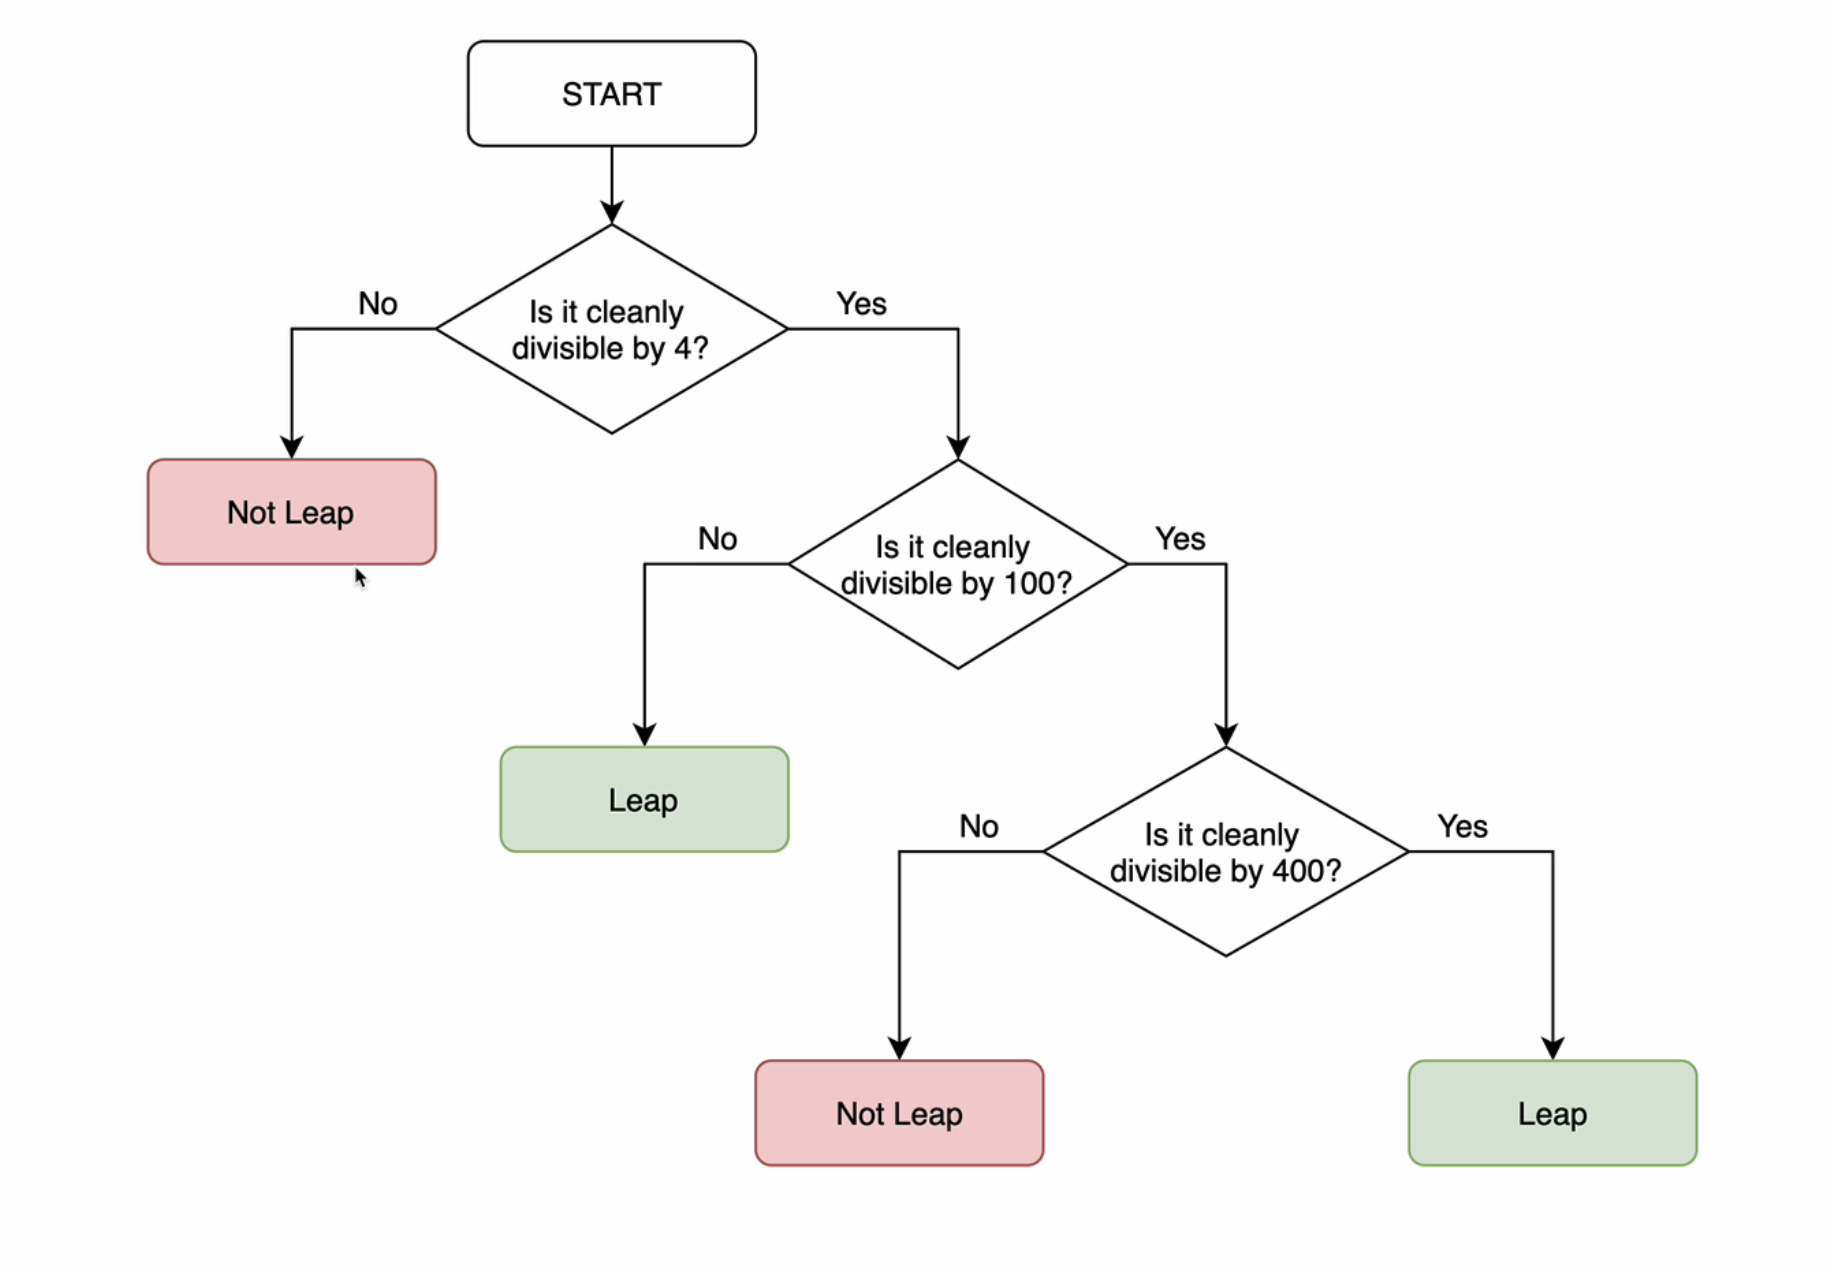 START
No
Yes
Is it cleanly
divisible by 4?
Not Leap
No
Yes
Is it cleanly
divisible by 100?
Leap
No
Yes
Is it cleanly
divisible by 400?
Not Leap
Leap